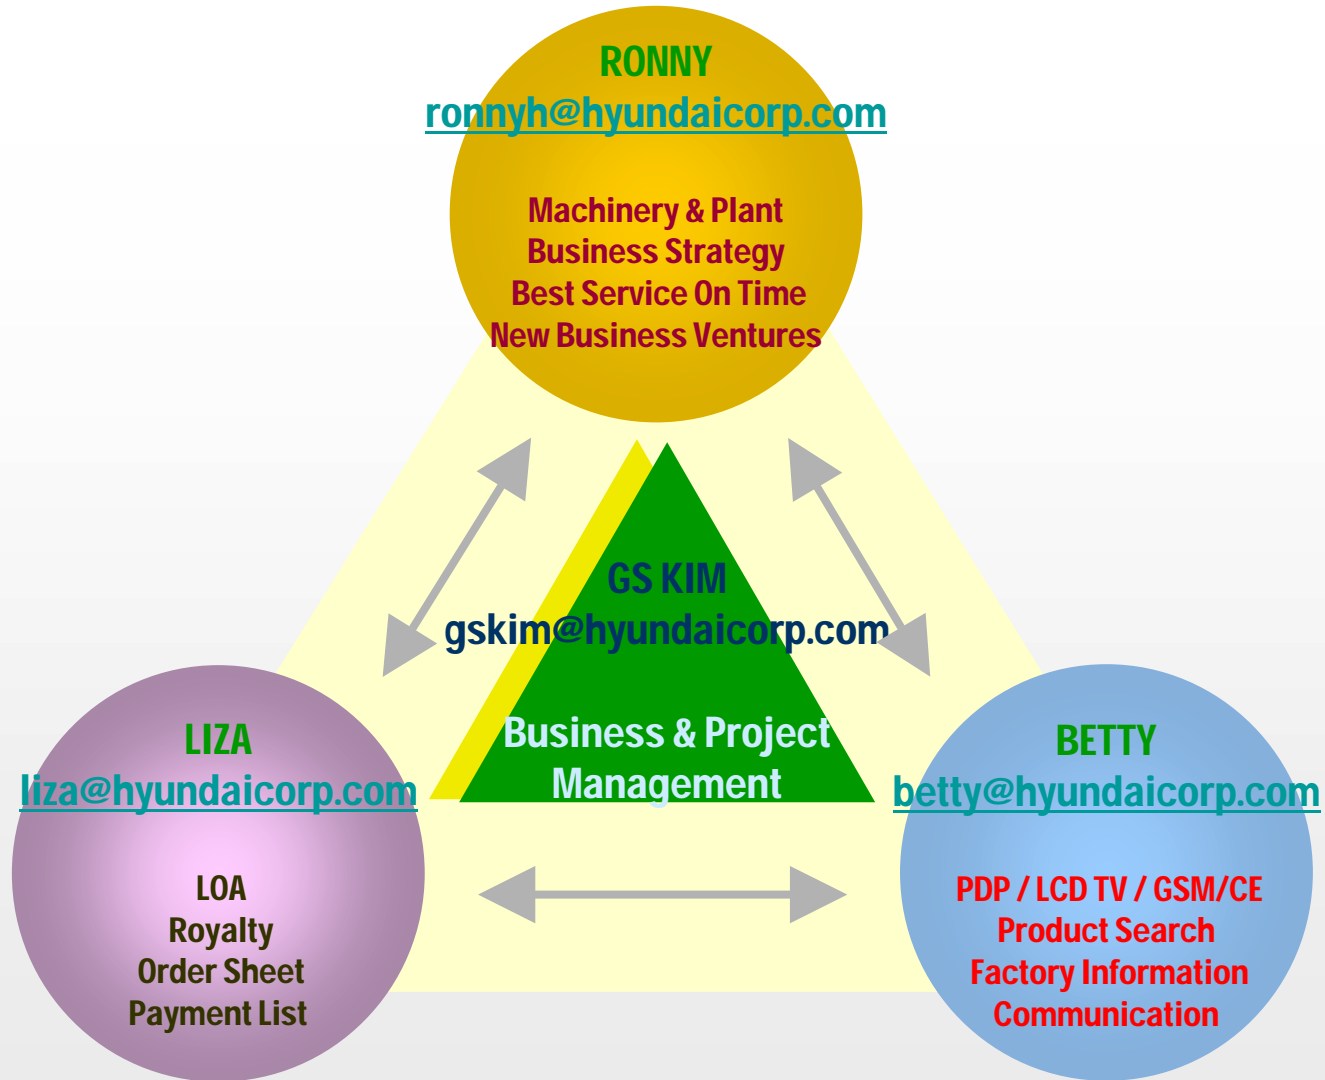 RONNY
ronnyh@hyundaicorp.com
Machinery & Plant
Business Strategy
Best Service On Time
New Business Ventures
GS KIM
gskim@hyundaicorp.com
Business & Project
Management
LIZA
liza@hyundaicorp.com
LOA
Royalty
Order Sheet
Payment List
BETTY
betty@hyundaicorp.com
PDP / LCD TV / GSM/CE
Product Search
Factory Information
Communication